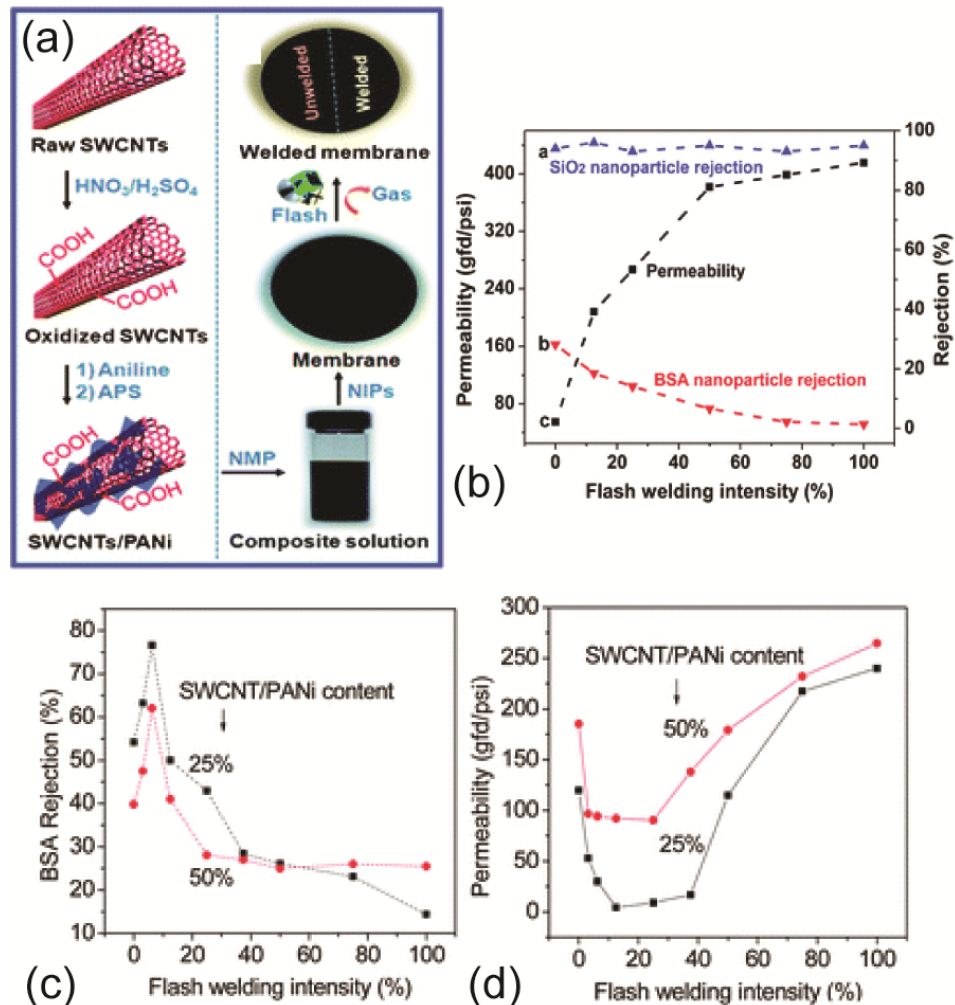 (a)
Raw SWCNTs
HNO₃/H₂SO₄
COOH
COOH
Oxidized SWCNTs
1) Aniline
2) APS
COOH
COOH
SWCNTs/PANi
NMP
Unwelded
Welded
Welded membrane
Flash
Gas
Membrane
NIPs
Composite solution
(b)
Permeability (gfd/psi)
400
340
280
220
160
80
a
SiO₂ nanoparticle rejection
Permeability
b
BSA nanoparticle rejection
c
100
80
60
40
20
0
Rejection (%)
0 20 40 60 80 100
Flash welding intensity (%)
(c)
BSA Rejection (%)
80
70
60
50
40
30
20
10
SWCNT/PANi content
25%
50%
0 20 40 60 80 100
Flash welding intensity (%)
(d)
Permeability (gfd/psi)
300
250
200
150
100
50
0
SWCNT/PANi content
50%
25%
0 20 40 60 80 100
Flash welding intensity (%)